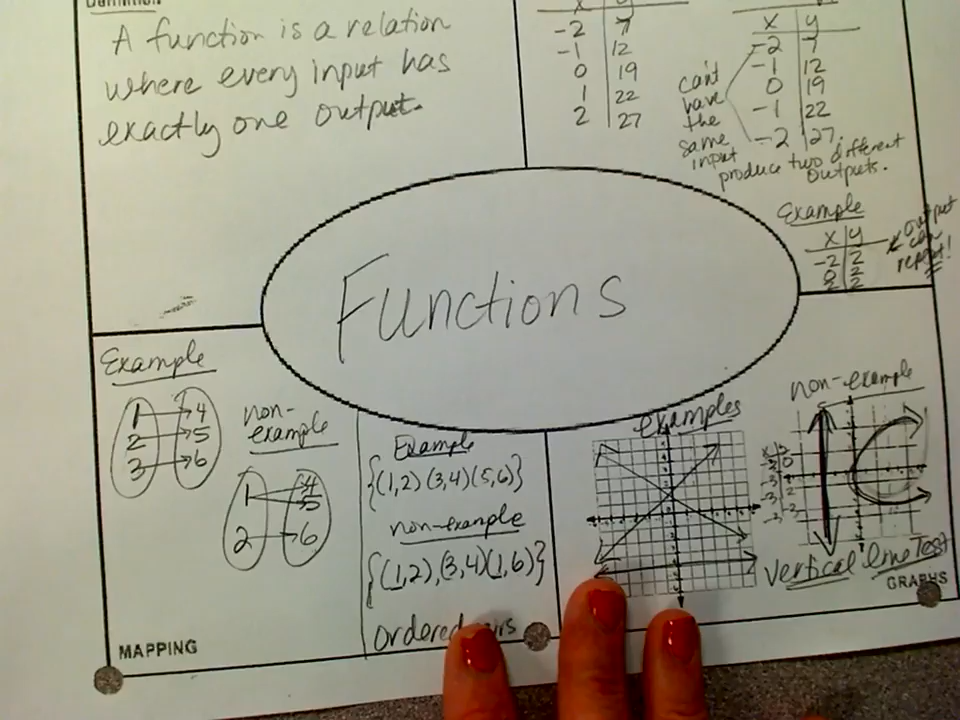 Definition
A function is a relation
where every input has
exactly one output.
x y
-2 7
-1 12
0 19
1 22
2 27
x y
-2 7
-1 12
0 19
-1 22
-2 27
can't
have
the
same
input
produce two different
outputs.
Example
x y
-2 2
0 2
2 2
output
can
repeat!
Functions
Example
1 4
2 5
3 6
non-
example
1 4
5
2 6
MAPPING
Example
{(1,2)(3,4)(5,6)}
non-example
{(1,2),(3,4)(1,6)}
ordered
examples
non-example
Vertical line Test
GRAPHS